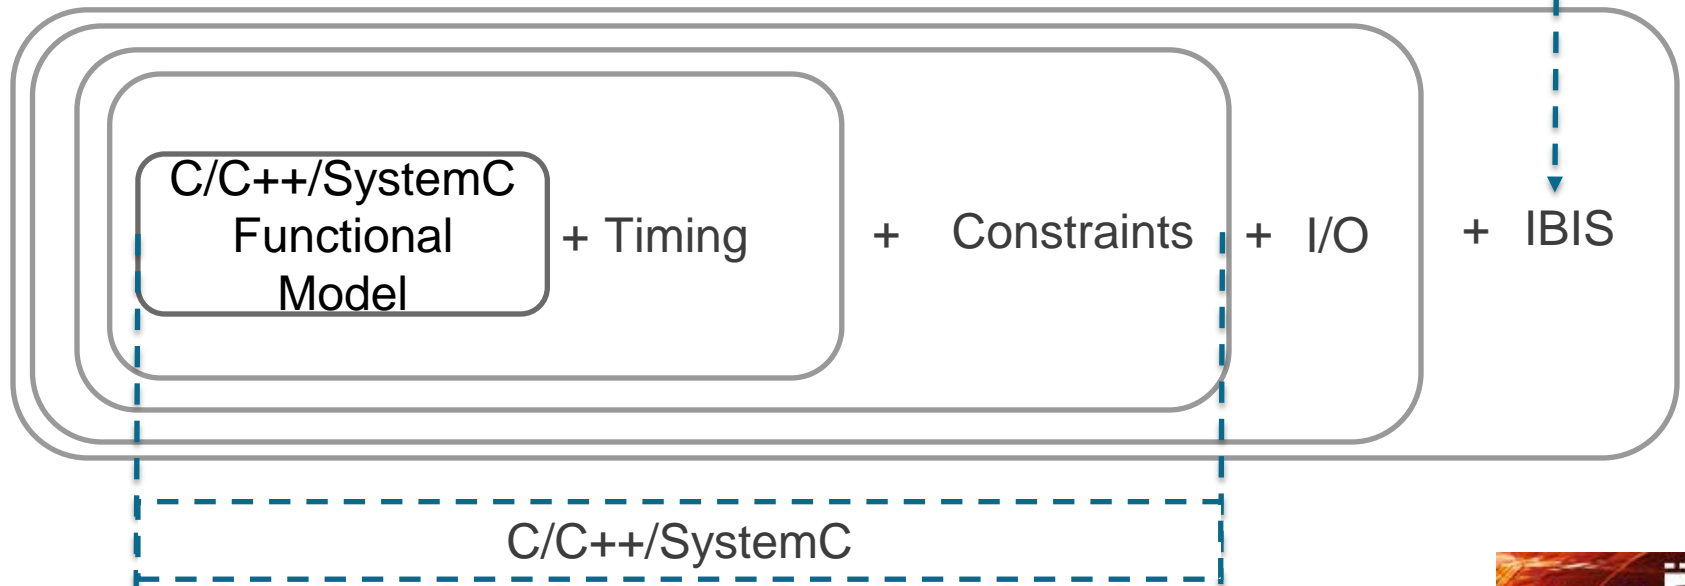 C/C++/SystemC
Functional
Model
+ Timing
+ Constraints
+ I/O
+ IBIS
C/C++/SystemC